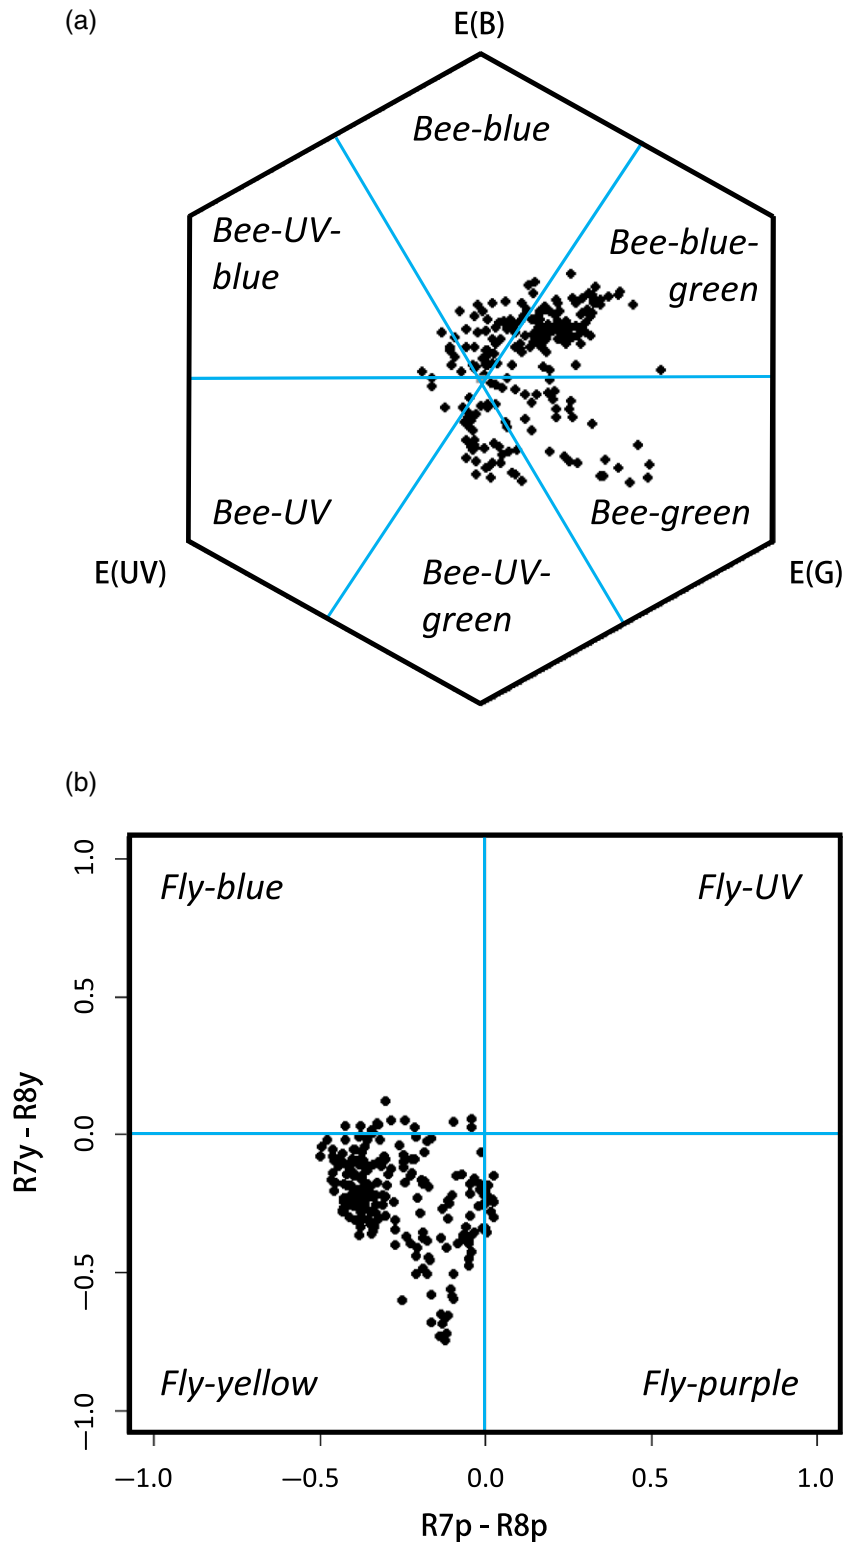 (a)
E(B)
Bee-blue
Bee-UV-
blue
Bee-blue-
green
Bee-UV
Bee-green
E(UV)
Bee-UV-
green
E(G)
(b)
Fly-blue
Fly-UV
Fly-yellow
Fly-purple
1.0
0.5
0.0
−0.5
−1.0
R7y - R8y
−1.0
−0.5
0.0
0.5
1.0
R7p - R8p